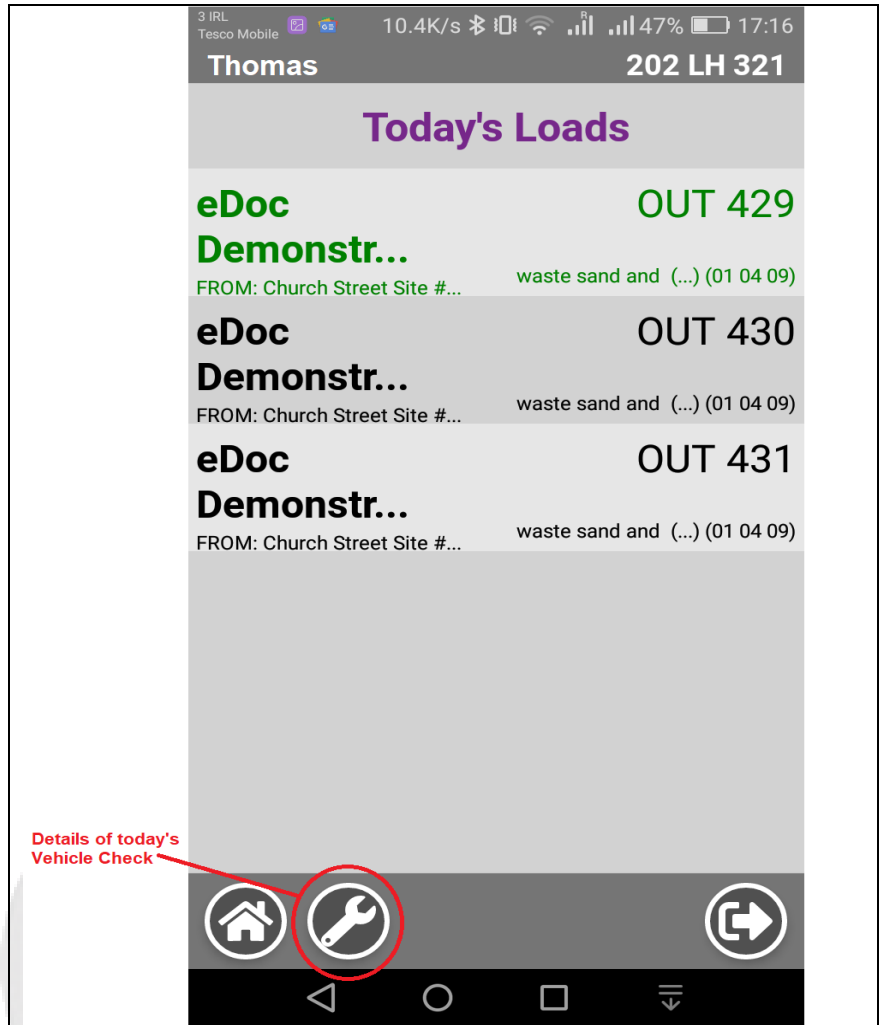 3 IRL
Tesco Mobile 10.4K/s R 47% 17:16
Thomas 202 LH 321
Today's Loads
eDoc OUT 429
Demonstr...
FROM: Church Street Site #... waste sand and (...) (01 04 09)
eDoc OUT 430
Demonstr...
FROM: Church Street Site #... waste sand and (...) (01 04 09)
eDoc OUT 431
Demonstr...
FROM: Church Street Site #... waste sand and (...) (01 04 09)
Details of today's
Vehicle Check